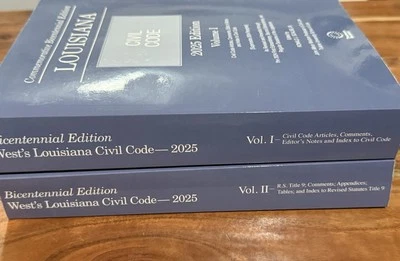 Commemorative Bicentennial Edition
LOUISIANA
CIVIL
CODE
2025 Edition
Volume 1
Bicentennial Edition
West's Louisiana Civil Code—2025
Vol. I– Civil Code Articles, Comments,
Editor's Notes and Index to Civil Code
Bicentennial Edition
West's Louisiana Civil Code—2025
Vol. II– R.S. Title 9; Comments; Appendices;
Tables; and Index to Revised Statutes Title 9